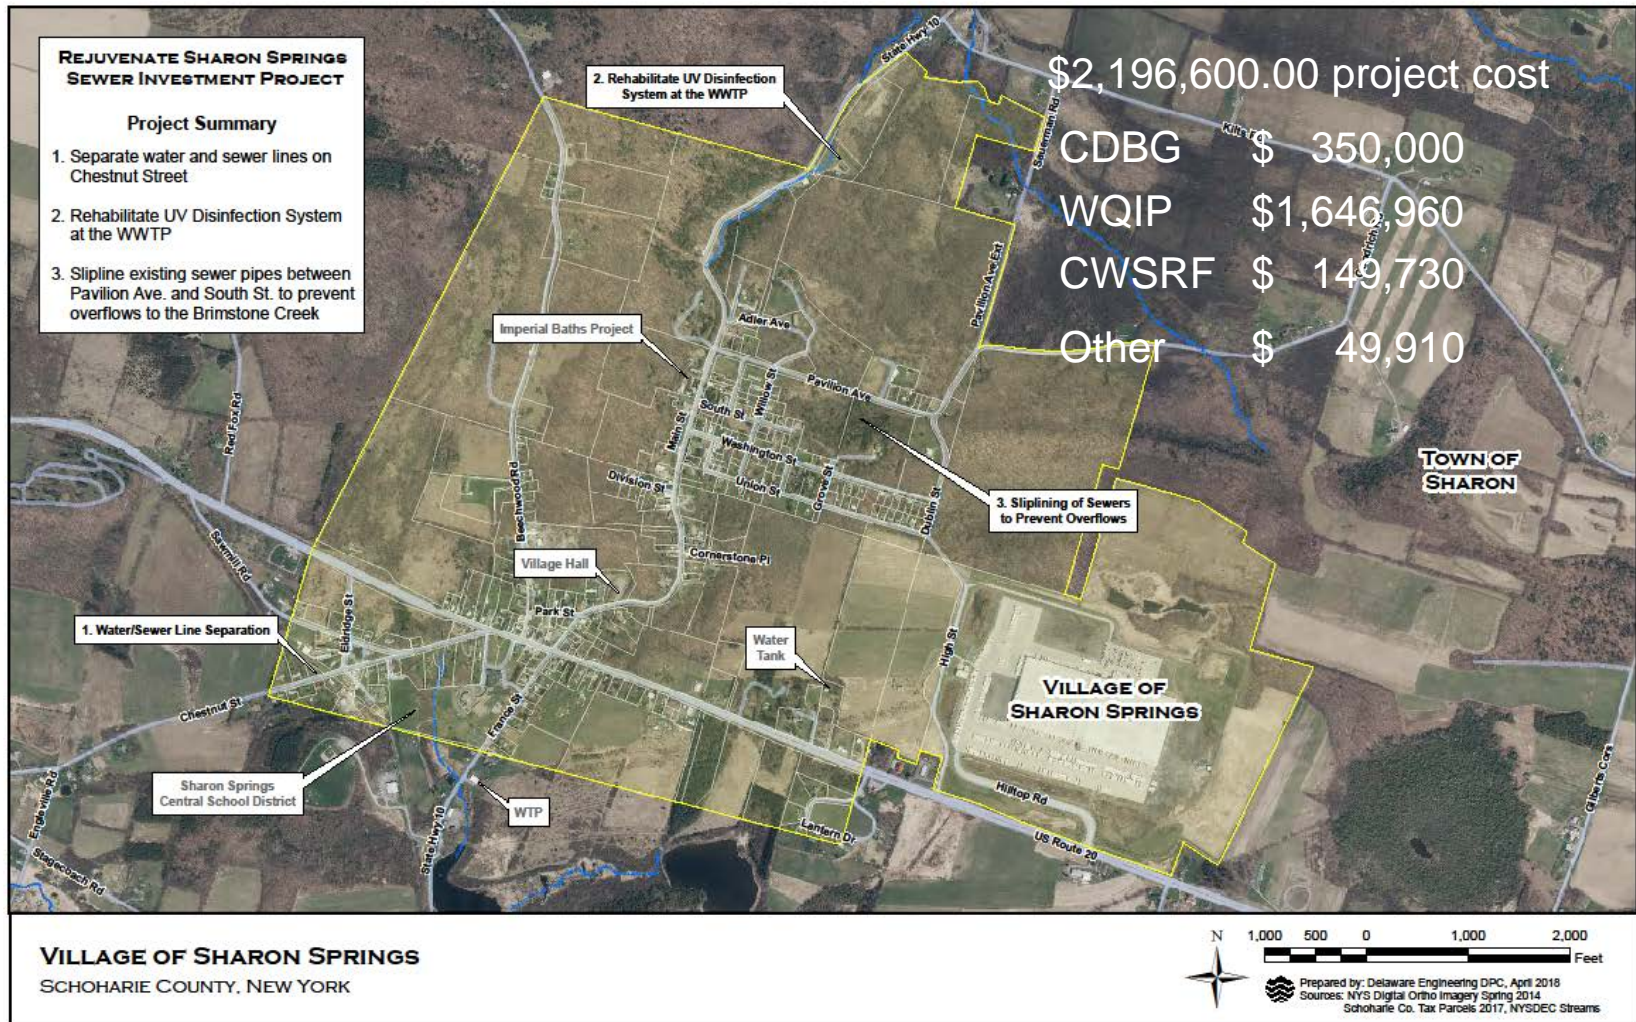 REJUVENATE SHARON SPRINGS
SEWER INVESTMENT PROJECT
Project Summary
1. Separate water and sewer lines on
Chestnut Street
2. Rehabilitate UV Disinfection System
at the WWTP
3. Slipline existing sewer pipes between
Pavilion Ave. and South St. to prevent
overflows to the Brimstone Creek
2. Rehabilitate UV Disinfection
System at the WWTP
State Hwy 10
$2,196,600.00 project cost
CDBG $ 350,000
WQIP $1,646,960
CWSRF $ 149,730
Other $ 49,910
Sauerman Rd
Pavilion Ave Ext
Imperial Baths Project
Adler Ave
Pavilion Ave
Willow St
South St
Main St
Washington St
Union St
Division St
Grove St
Dublin St
Beechwood Rd
Red Fox Rd
3. Sliplining of Sewers
to Prevent Overflows
TOWN OF
SHARON
Sawmill Rd
Village Hall
Cornerstone Pl
Park St
Eldridge St
1. Water/Sewer Line Separation
Water
Tank
High St
VILLAGE OF
SHARON SPRINGS
Chestnut St
France St
Sharon Springs
Central School District
WTP
State Hwy 10
Hilltop Rd
Lantern Dr
US Route 20
Gilberts Corn
Engleville Rd
Stagecoach Rd
VILLAGE OF SHARON SPRINGS
SCHOHARIE COUNTY, NEW YORK
N
1,000 500 0 1,000 2,000
Feet
Prepared by: Delaware Engineering DPC, April 2018
Sources: NYS Digital Ortho Imagery Spring 2014
Schoharie Co. Tax Parcels 2017, NYSDEC Streams